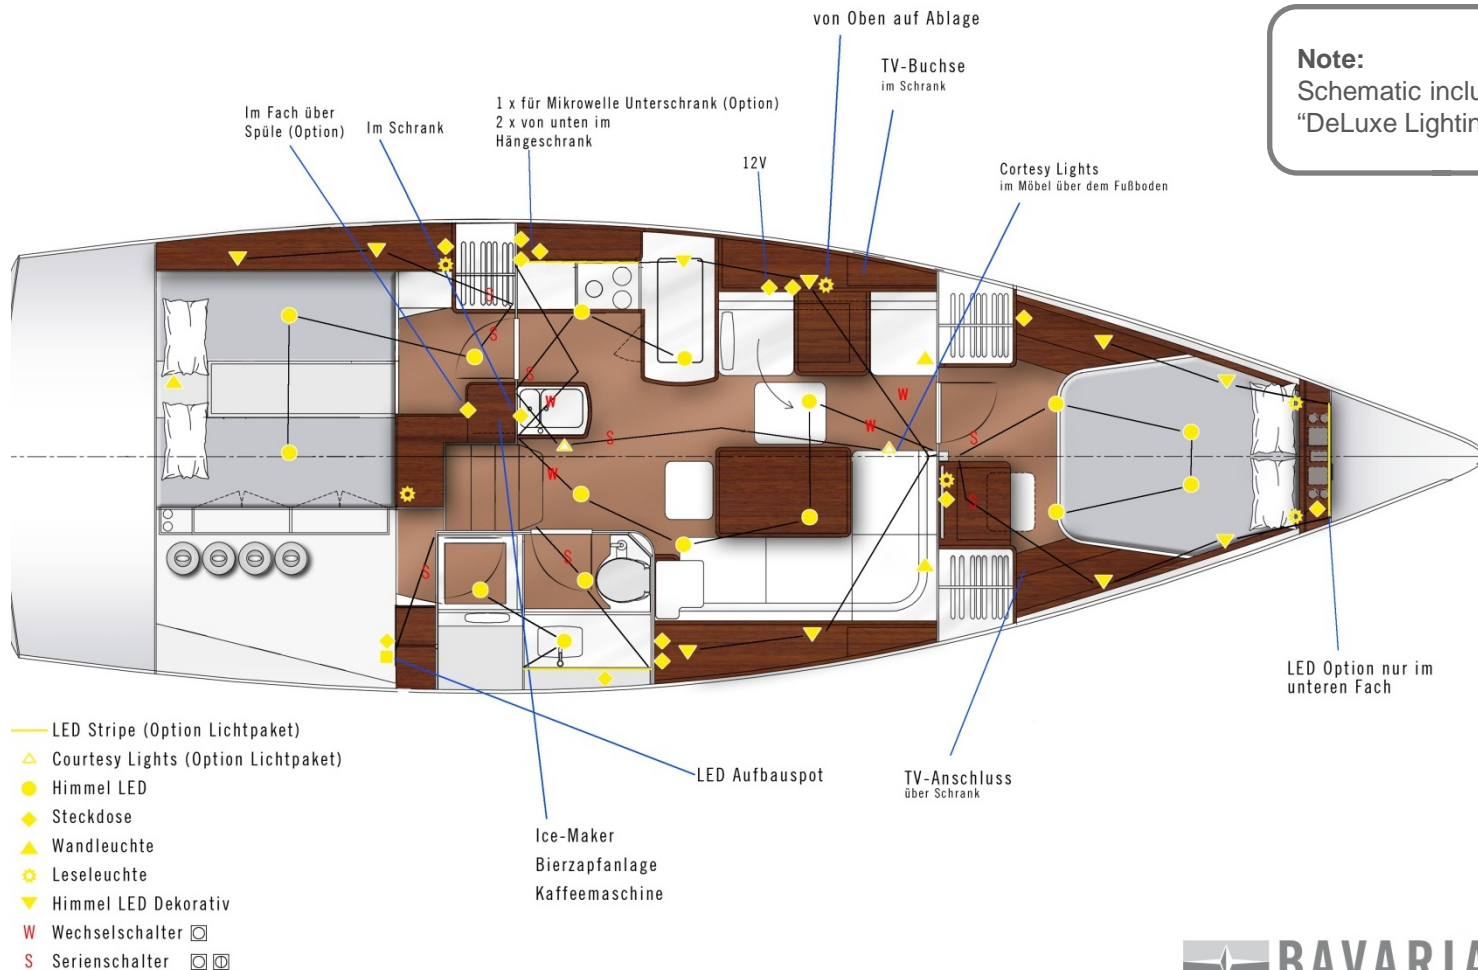 von Oben auf Ablage
TV-Buchse
im Schrank
Note:
Schematic inclu
“DeLuxe Lightin
Im Fach über
Spüle (Option)
Im Schrank
1 x für Mikrowelle Unterschrank (Option)
2 x von unten im
Hängeschrank
12V
Cortesy Lights
im Möbel über dem Fußboden
S
S
S
W
W
W
S
S
W
S
S
S
LED Option nur im
unteren Fach
LED Stripe (Option Lichtpaket)
Courtesy Lights (Option Lichtpaket)
Himmel LED
Steckdose
Wandleuchte
Leseleuchte
Himmel LED Dekorativ
W Wechselschalter
S Serienschalter
LED Aufbauspot
TV-Anschluss
über Schrank
Ice-Maker
Bierzapfanlage
Kaffeemaschine
BAVARIA